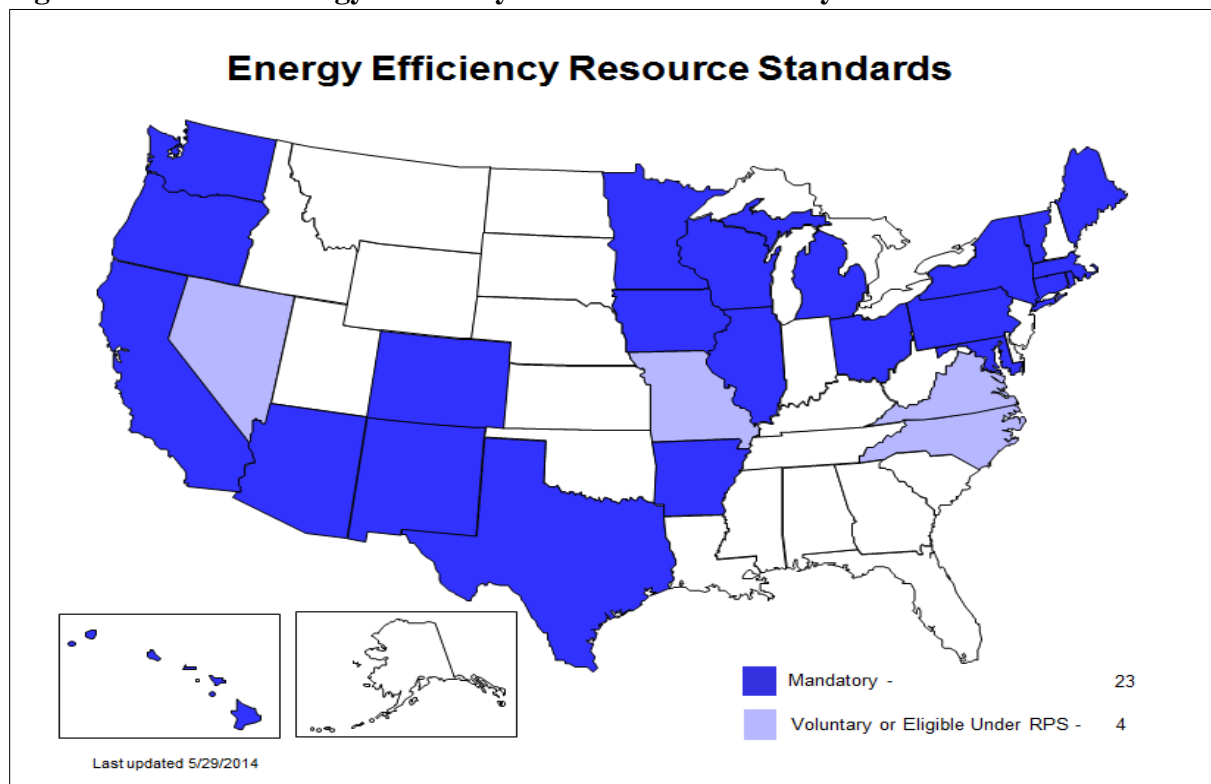 Energy Efficiency Resource Standards
Mandatory - 23
Voluntary or Eligible Under RPS - 4
Last updated 5/29/2014